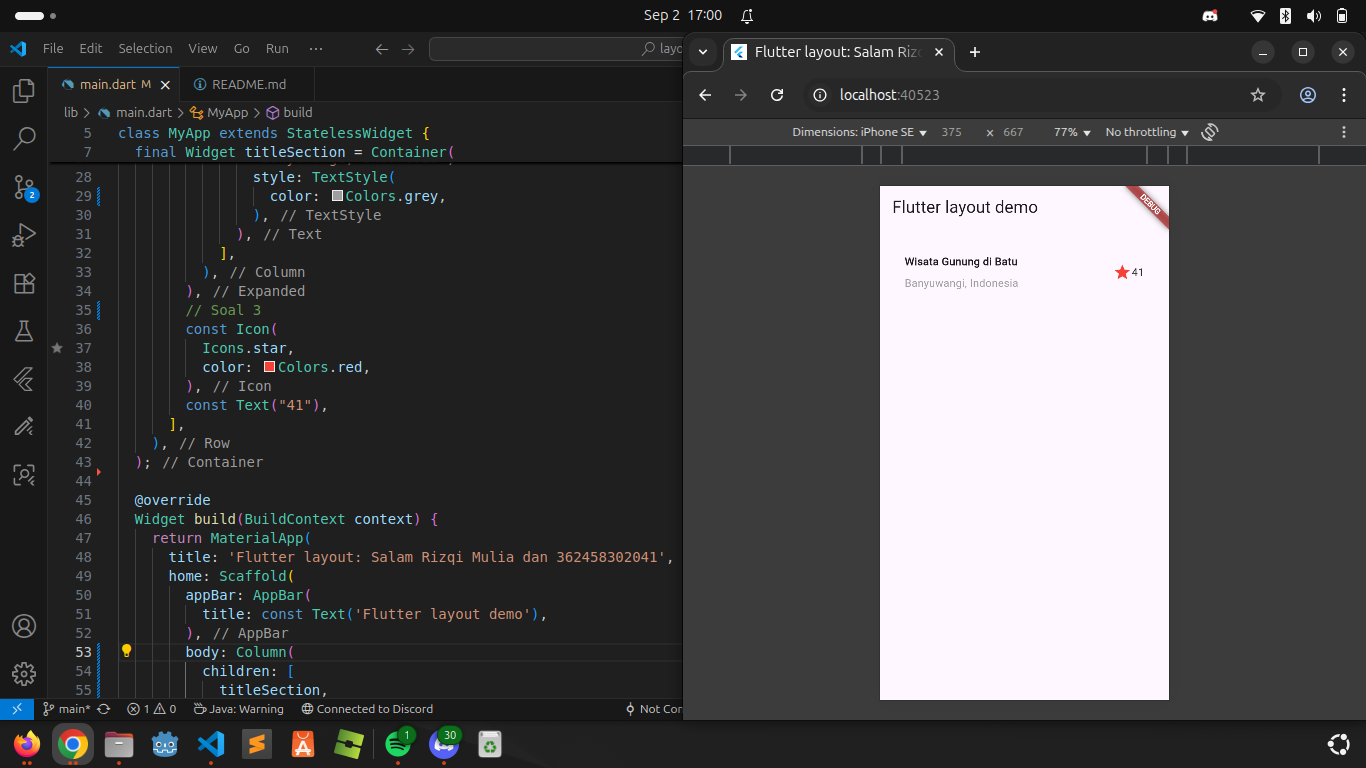 Sep 2 17:00
File Edit Selection View Go Run ···
layo
main.dart M
README.md
lib > main.dart > MyApp > build
5 class MyApp extends StatelessWidget {
7 final Widget titleSection = Container(
28 style: TextStyle(
29 color: Colors.grey,
30 ), // TextStyle
31 ), // Text
32 ],
33 ), // Column
34 ), // Expanded
35 // Soal 3
36 const Icon(
37 Icons.star,
38 color: Colors.red,
39 ), // Icon
40 const Text("41"),
41 ],
42 ), // Row
43 ); // Container
44
45 @override
46 Widget build(BuildContext context) {
47 return MaterialApp(
48 title: 'Flutter layout: Salam Rizqi Mulia dan 362458302041',
49 home: Scaffold(
50 appBar: AppBar(
51 title: const Text('Flutter layout demo'),
52 ), // AppBar
53 body: Column(
54 children: [
55 titleSection,
2
main* 1 0 Java: Warning Connected to Discord Not Con
Flutter layout: Salam Rizq
localhost:40523
Dimensions: iPhone SE 375 x 667 77% No throttling
Flutter layout demo
DEBUG
Wisata Gunung di Batu
41
Banyuwangi, Indonesia
1
30